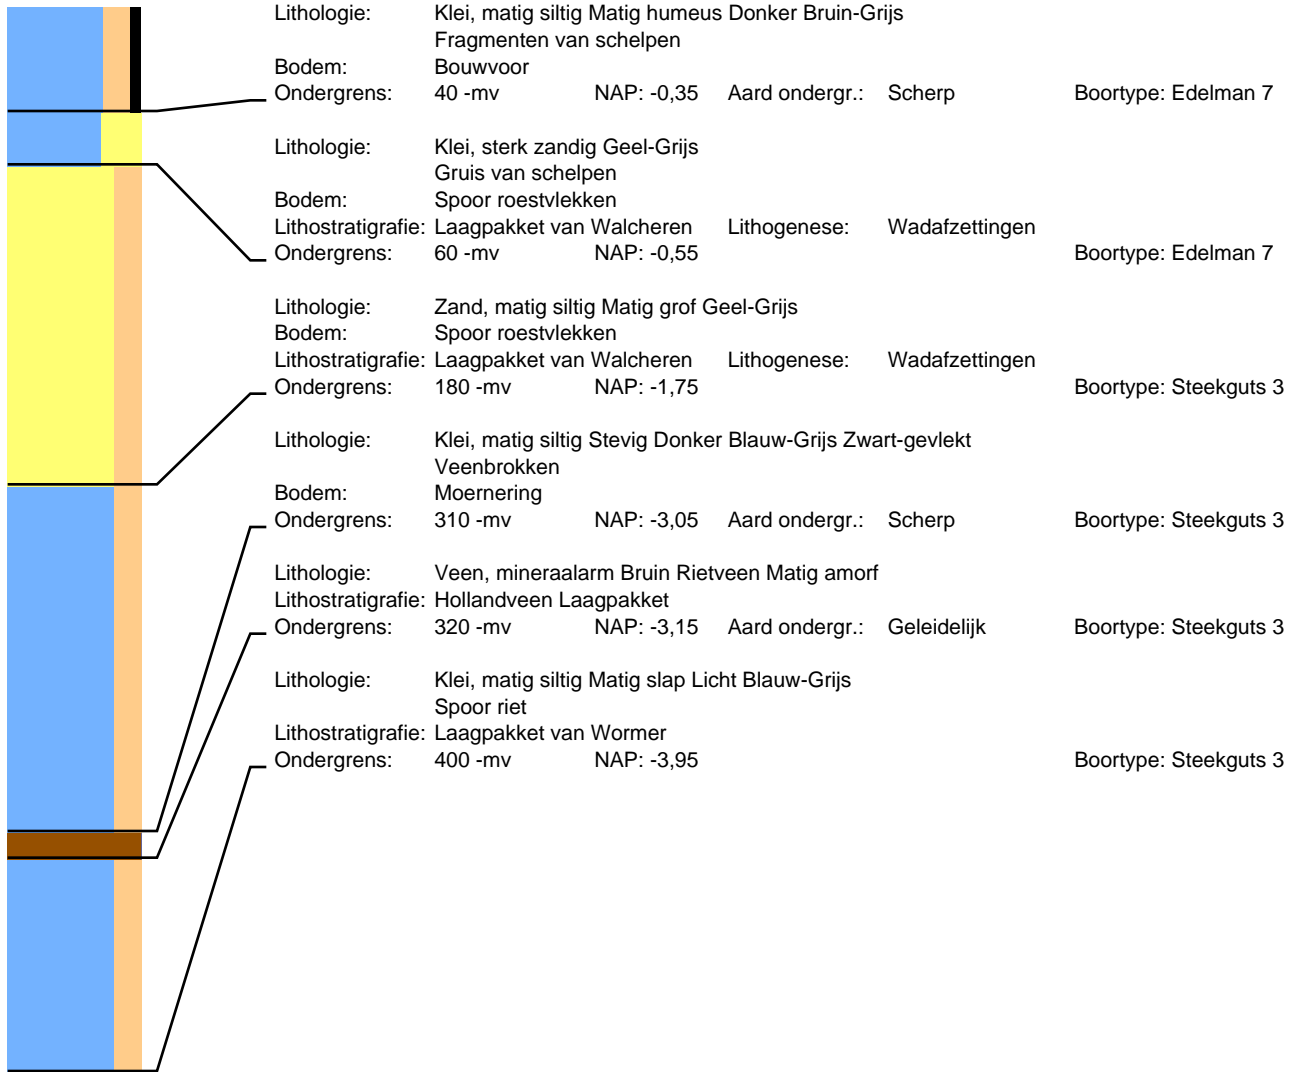 Lithologie: Klei, matig siltig Matig humeus Donker Bruin-Grijs
Fragmenten van schelpen
Bodem: Bouwvoor
Ondergrens: 40 -mv NAP: -0,35 Aard ondergr.: Scherp Boortype: Edelman 7
Lithologie: Klei, sterk zandig Geel-Grijs
Gruis van schelpen
Bodem: Spoor roestvlekken
Lithostratigrafie: Laagpakket van Walcheren Lithogenese: Wadafzettingen
Ondergrens: 60 -mv NAP: -0,55 Boortype: Edelman 7
Lithologie: Zand, matig siltig Matig grof Geel-Grijs
Bodem: Spoor roestvlekken
Lithostratigrafie: Laagpakket van Walcheren Lithogenese: Wadafzettingen
Ondergrens: 180 -mv NAP: -1,75 Boortype: Steekguts 3
Lithologie: Klei, matig siltig Stevig Donker Blauw-Grijs Zwart-gevlekt
Veenbrokken
Bodem: Moernering
Ondergrens: 310 -mv NAP: -3,05 Aard ondergr.: Scherp Boortype: Steekguts 3
Lithologie: Veen, mineraalarm Bruin Rietveen Matig amorf
Lithostratigrafie: Hollandveen Laagpakket
Ondergrens: 320 -mv NAP: -3,15 Aard ondergr.: Geleidelijk Boortype: Steekguts 3
Lithologie: Klei, matig siltig Matig slap Licht Blauw-Grijs
Spoor riet
Lithostratigrafie: Laagpakket van Wormer
Ondergrens: 400 -mv NAP: -3,95 Boortype: Steekguts 3